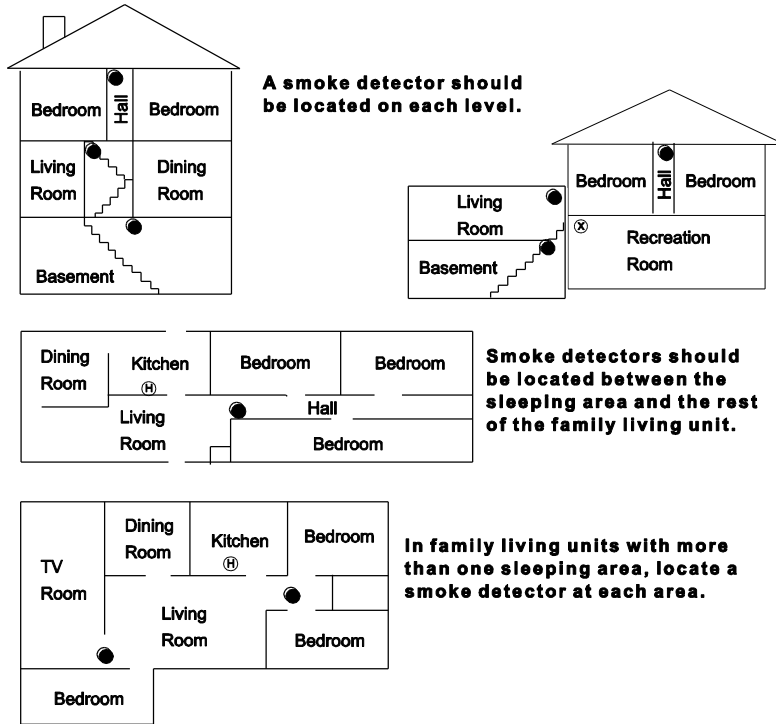 A smoke detector should
be located on each level.
Bedroom
Hall
Bedroom
Living
Room
Dining
Room
Basement
Bedroom
Hall
Bedroom
Living
Room
Basement
X
Recreation
Room
Dining
Room
Kitchen
H
Bedroom
Bedroom
Living
Room
Hall
Bedroom
Smoke detectors should
be located between the
sleeping area and the rest
of the family living unit.
TV
Room
Dining
Room
Kitchen
H
Bedroom
Living
Room
Bedroom
Bedroom
In family living units with more
than one sleeping area, locate a
smoke detector at each area.